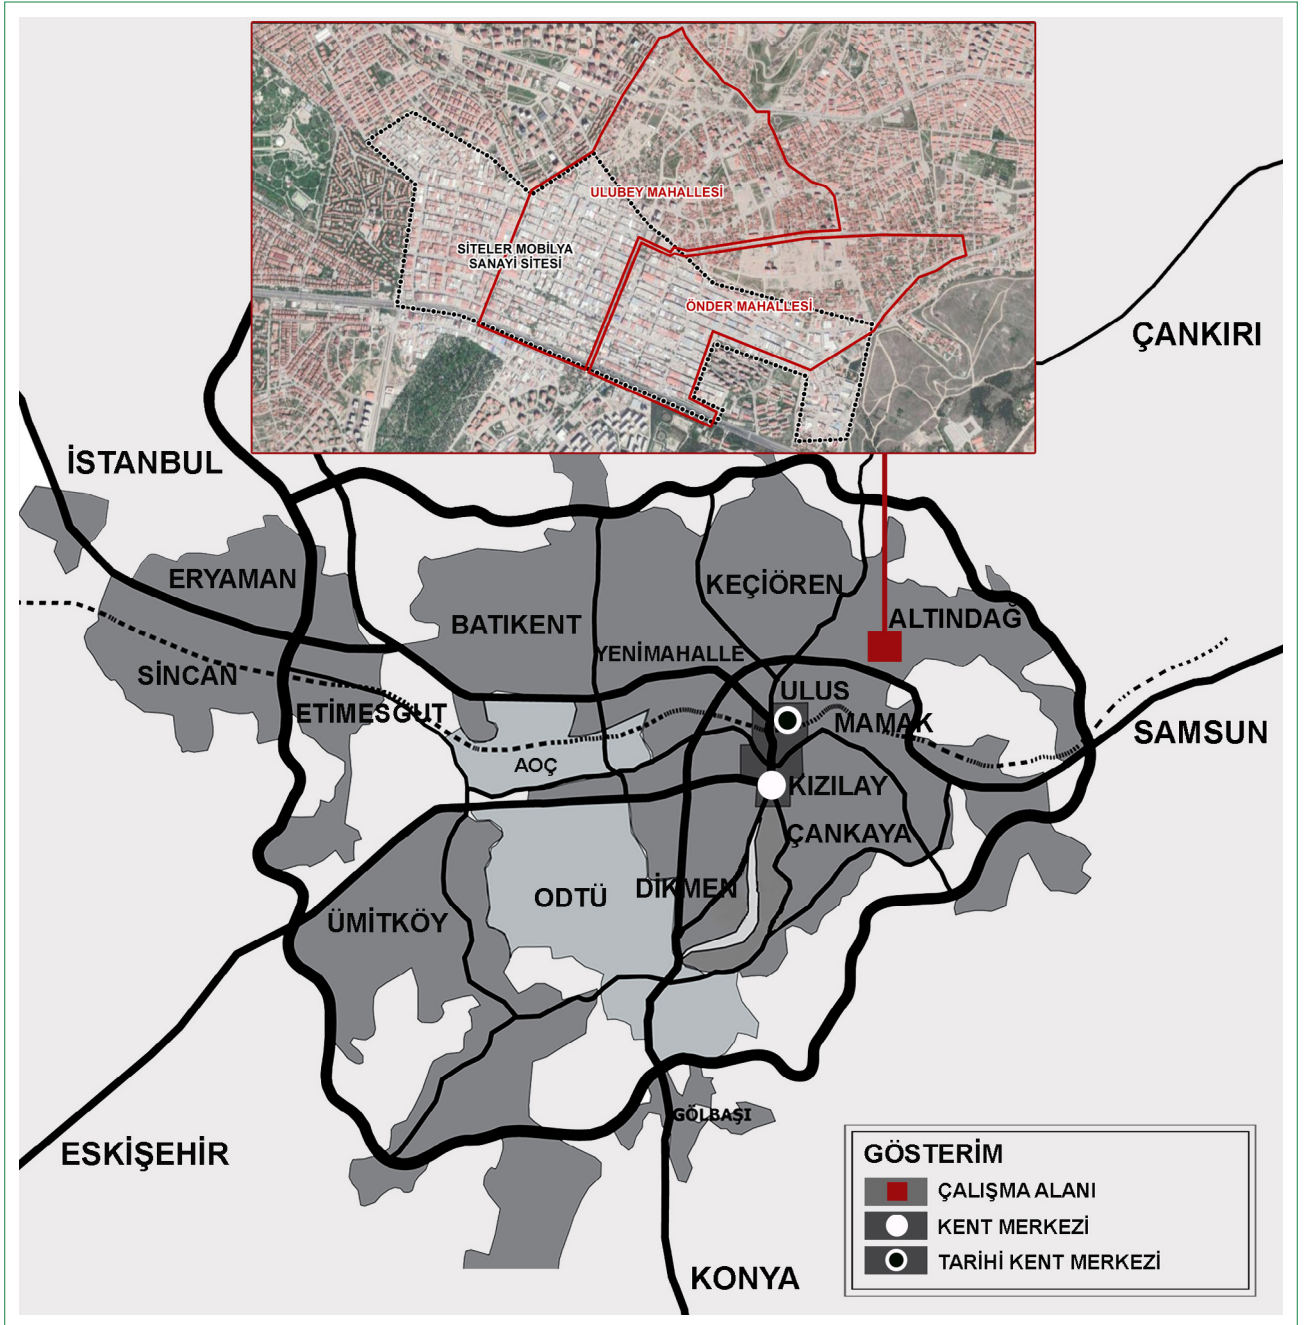 ULUBEY MAHALLESİ
SİTELER MOBİLYA
SANAYİ SİTESİ
ÖNDER MAHALLESİ
ÇANKIRI
İSTANBUL
ERYAMAN
KEÇİÖREN
BATIKENT
ALTINDAĞ
YENİMAHALLE
SİNCAN
ULUS
ETİMESGUT
MAMAK
SAMSUN
AOÇ
KIZILAY
ÇANKAYA
DİKMEN
ODTÜ
ÜMİTKÖY
GÖLBAŞI
ESKİŞEHİR
KONYA
GÖSTERİM
ÇALIŞMA ALANI
KENT MERKEZİ
TARİHİ KENT MERKEZİ